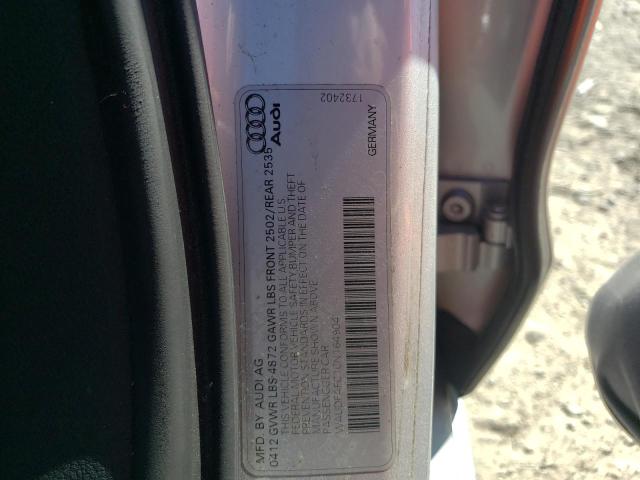 Audi
1732402
MFD. BY AUDI AG
0412 GVWR LBS 4872 GAWR LBS FRONT 2502/REAR 2535
THIS VEHICLE CONFORMS TO ALL APPLICABLE U.S.
FEDERAL MOTOR VEHICLE SAFETY, BUMPER AND THEFT
PREVENTION STANDARDS IN EFFECT ON THE DATE OF
MANUFACTURE SHOWN ABOVE
PASSENGER CAR
GERMANY